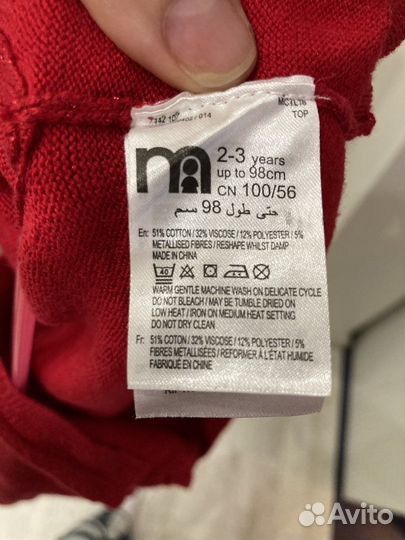 MCYL18
TOP
m
2-3 years
up to 98cm
CN 100/56
حتى طول 98 سم
En: 51% COTTON / 32% VISCOSE / 12% POLYESTER / 5%
METALLISED FIBRES / RESHAPE WHILST DAMP
MADE IN CHINA
40
WARM GENTLE MACHINE WASH ON DELICATE CYCLE
DO NOT BLEACH / MAY BE TUMBLE DRIED ON
LOW HEAT / IRON ON MEDIUM HEAT SETTING
DO NOT DRY CLEAN
Fr: 51% COTTON / 32% VISCOSE / 12% POLYESTER / 5%
FIBRES MÉTALLISÉES / REFORMER À L'ÉTAT HUMIDE
FABRIQUÉ EN CHINE
Avito